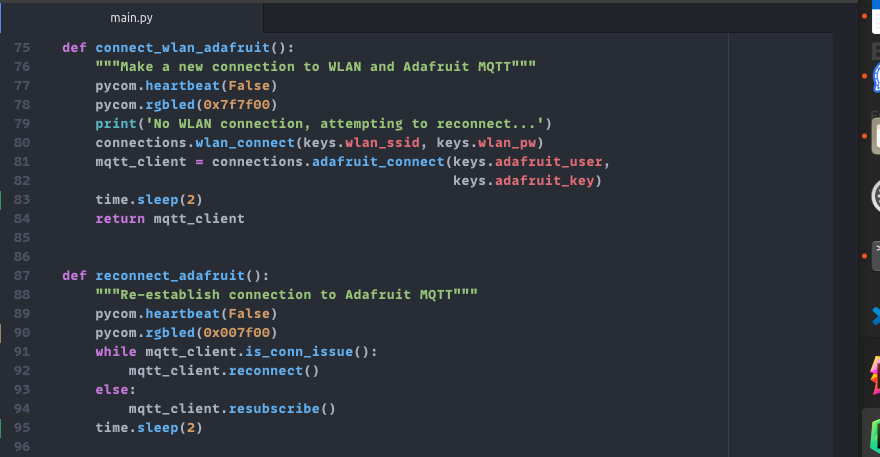 main.py
75 def connect_wlan_adafruit():
76     """Make a new connection to WLAN and Adafruit MQTT"""
77     pycom.heartbeat(False)
78     pycom.rgbled(0x7f7f00)
79     print('No WLAN connection, attempting to reconnect...')
80     connections.wlan_connect(keys.wlan_ssid, keys.wlan_pw)
81     mqtt_client = connections.adafruit_connect(keys.adafruit_user,
82                                                keys.adafruit_key)
83     time.sleep(2)
84     return mqtt_client
85
86
87 def reconnect_adafruit():
88     """Re-establish connection to Adafruit MQTT"""
89     pycom.heartbeat(False)
90     pycom.rgbled(0x007f00)
91     while mqtt_client.is_conn_issue():
92         mqtt_client.reconnect()
93     else:
94         mqtt_client.resubscribe()
95     time.sleep(2)
96